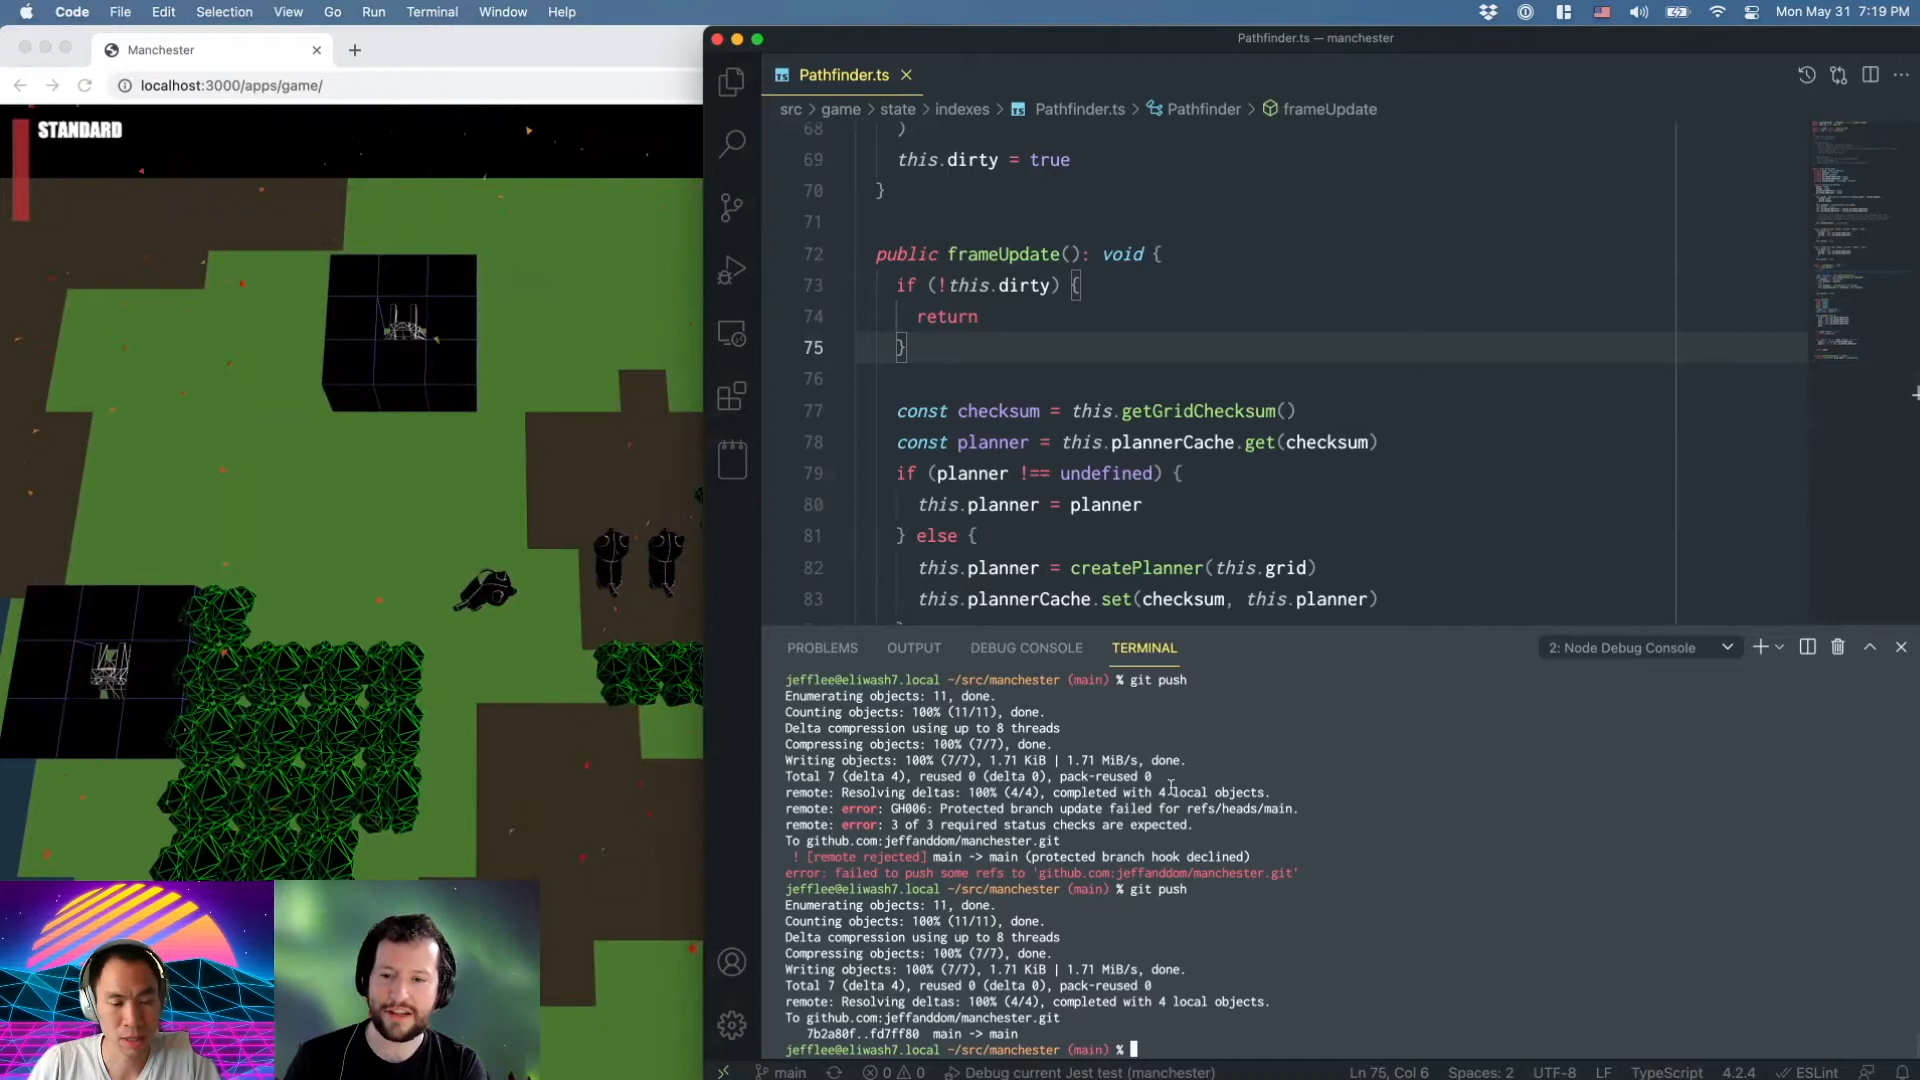 Code File Edit Selection View Go Run Terminal Window Help
Mon May 31 7:19 PM
Manchester
localhost:3000/apps/game/
STANDARD
Pathfinder.ts — manchester
TS Pathfinder.ts
src > game > state > indexes > TS Pathfinder.ts > Pathfinder > frameUpdate
68 )
69 this.dirty = true
70 }
71
72 public frameUpdate(): void {
73 if (!this.dirty) {
74 return
75 }
76
77 const checksum = this.getGridChecksum()
78 const planner = this.plannerCache.get(checksum)
79 if (planner !== undefined) {
80 this.planner = planner
81 } else {
82 this.planner = createPlanner(this.grid)
83 this.plannerCache.set(checksum, this.planner)
PROBLEMS OUTPUT DEBUG CONSOLE TERMINAL
2: Node Debug Console
jefflee@eliwash7.local ~/src/manchester (main) % git push
Enumerating objects: 11, done.
Counting objects: 100% (11/11), done.
Delta compression using up to 8 threads
Compressing objects: 100% (7/7), done.
Writing objects: 100% (7/7), 1.71 KiB | 1.71 MiB/s, done.
Total 7 (delta 4), reused 0 (delta 0), pack-reused 0
remote: Resolving deltas: 100% (4/4), completed with 4 local objects.
remote: error: GH006: Protected branch update failed for refs/heads/main.
remote: error: 3 of 3 required status checks are expected.
To github.com:jeffanddom/manchester.git
! [remote rejected] main -> main (protected branch hook declined)
error: failed to push some refs to 'github.com:jeffanddom/manchester.git'
jefflee@eliwash7.local ~/src/manchester (main) % git push
Enumerating objects: 11, done.
Counting objects: 100% (11/11), done.
Delta compression using up to 8 threads
Compressing objects: 100% (7/7), done.
Writing objects: 100% (7/7), 1.71 KiB | 1.71 MiB/s, done.
Total 7 (delta 4), reused 0 (delta 0), pack-reused 0
remote: Resolving deltas: 100% (4/4), completed with 4 local objects.
To github.com:jeffanddom/manchester.git
7b2a80f..fd7ff80 main -> main
jefflee@eliwash7.local ~/src/manchester (main) %
main 0 0 Debug current Jest test (manchester) Ln 75, Col 6 Spaces: 2 UTF-8 LF TypeScript 4.2.4 ESLint